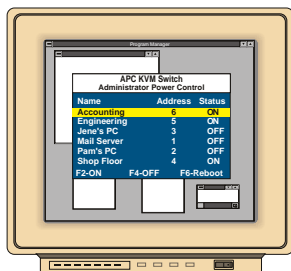 Program Manager
APC KVM Switch
Administrator Power Control
Name Address Status
Accounting 6 ON
Engineering 5 ON
Jene's PC 3 OFF
Mail Server 1 OFF
Pam's PC 2 OFF
Shop Floor 4 ON
F2-ON F4-OFF F6-Reboot